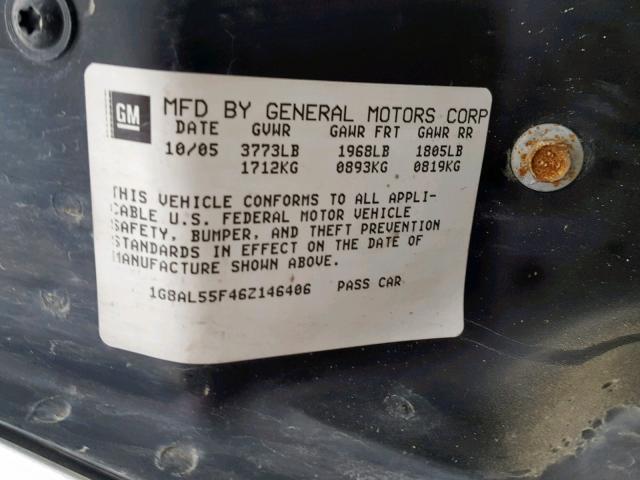 GM MFD BY GENERAL MOTORS CORP
DATE GVWR GAWR FRT GAWR RR
10/05 3773LB 1968LB 1805LB
1712KG 0893KG 0819KG
THIS VEHICLE CONFORMS TO ALL APPLI-
CABLE U.S. FEDERAL MOTOR VEHICLE
SAFETY, BUMPER, AND THEFT PREVENTION
STANDARDS IN EFFECT ON THE DATE OF
MANUFACTURE SHOWN ABOVE.
1G8AL55F46Z146406 PASS CAR